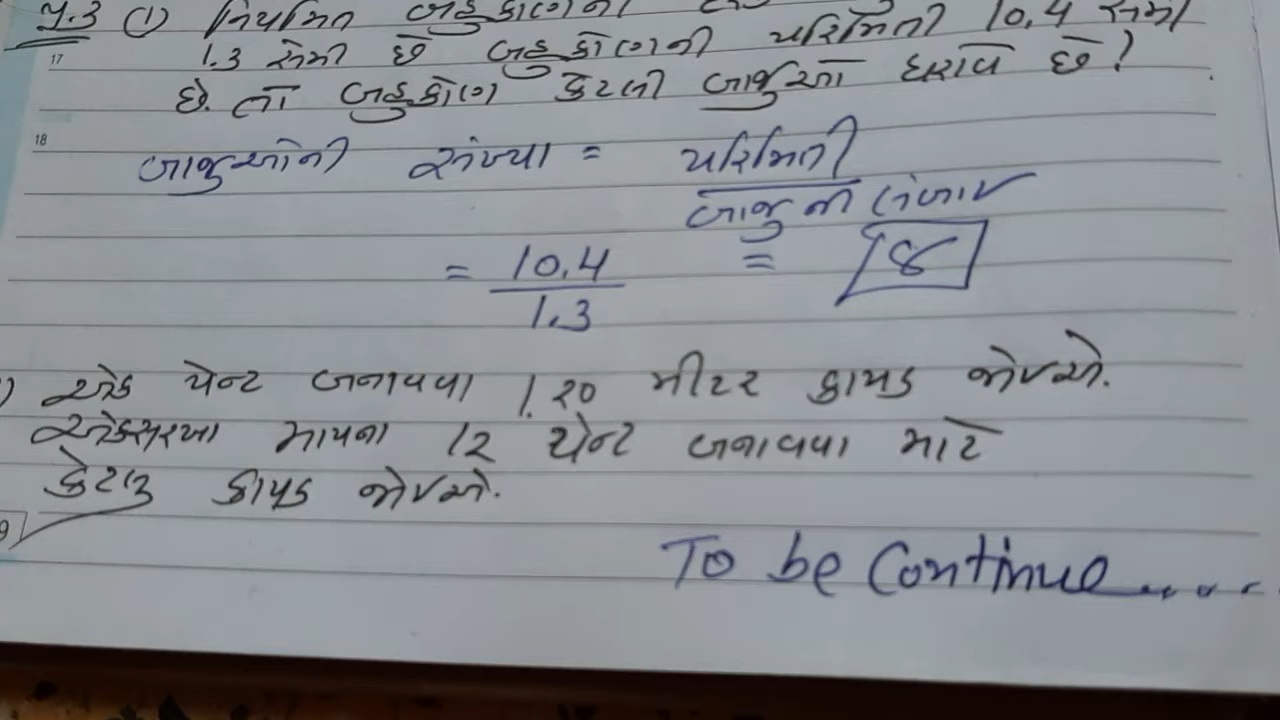 પ્ર.3 (1) નિયમિત બહુકોણની
17 1.3 સેમી છે બહુકોણની પરિમિતી 10.4 સેમી
છે. તો બહુકોણ કેટલી બાજુઓ ધરાવે છે?
18 બાજુઓની સંખ્યા = પરિમિતી
બાજુની લંબાઈ
= 10.4 = 8
1.3
) એક પેન્ટ બનાવવા 1.20 મીટર કાપડ જોઈએ.
એકસરખા માપના 12 પેન્ટ બનાવવા માટે
કેટલુ કાપડ જોઈએ.
To be Continue.....